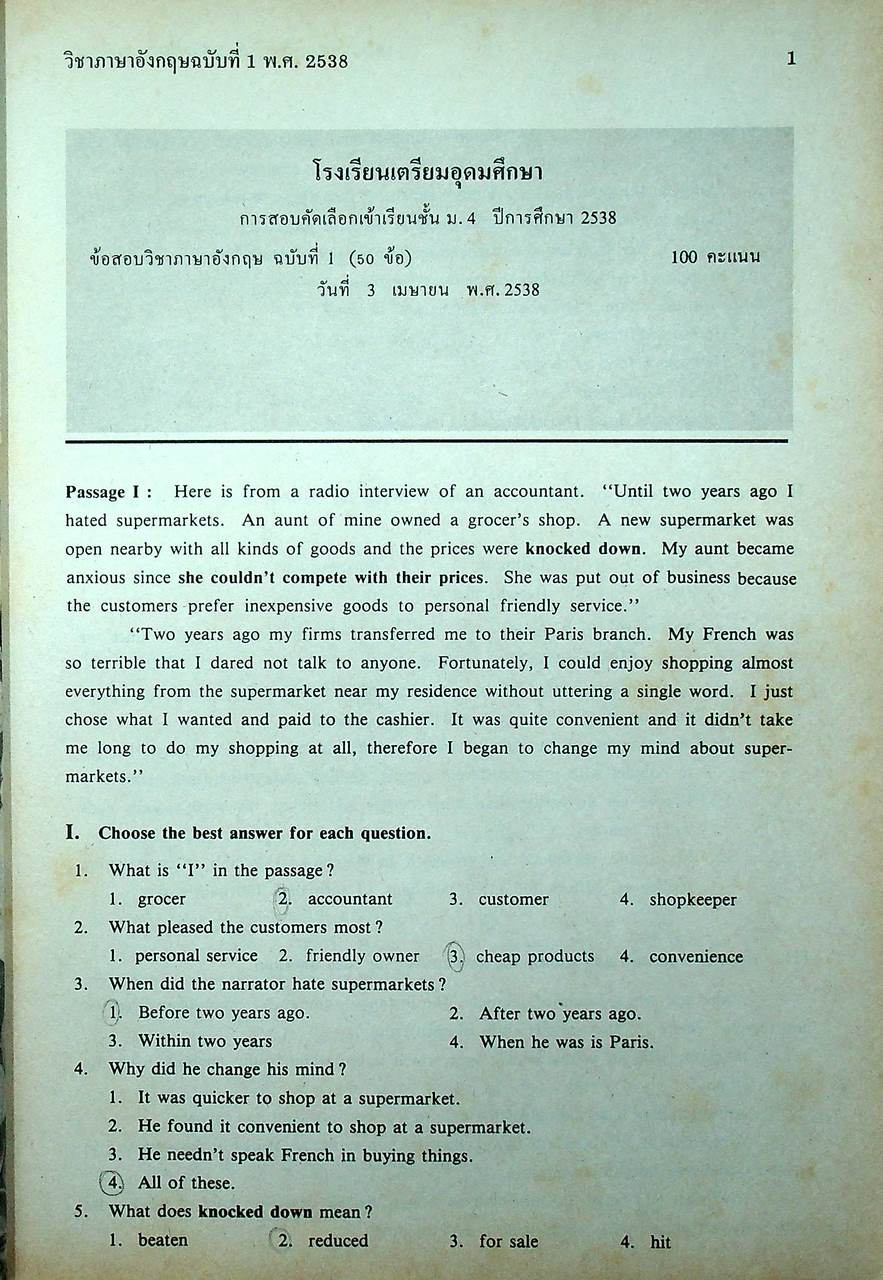 วิชาภาษาอังกฤษฉบับที่ 1 พ.ศ. 2538 1
โรงเรียนเตรียมอุดมศึกษา
การสอบคัดเลือกเข้าเรียนชั้น ม. 4 ปีการศึกษา 2538
ข้อสอบวิชาภาษาอังกฤษ ฉบับที่ 1 (50 ข้อ) 100 คะแนน
วันที่ 3 เมษายน พ.ศ. 2538
Passage I : Here is from a radio interview of an accountant. “Until two years ago I
hated supermarkets. An aunt of mine owned a grocer’s shop. A new supermarket was
open nearby with all kinds of goods and the prices were knocked down. My aunt became
anxious since she couldn’t compete with their prices. She was put out of business because
the customers prefer inexpensive goods to personal friendly service.”
“Two years ago my firms transferred me to their Paris branch. My French was
so terrible that I dared not talk to anyone. Fortunately, I could enjoy shopping almost
everything from the supermarket near my residence without uttering a single word. I just
chose what I wanted and paid to the cashier. It was quite convenient and it didn’t take
me long to do my shopping at all, therefore I began to change my mind about super-
markets.”
I. Choose the best answer for each question.
1. What is “I” in the passage?
1. grocer 2. accountant 3. customer 4. shopkeeper
2. What pleased the customers most?
1. personal service 2. friendly owner 3. cheap products 4. convenience
3. When did the narrator hate supermarkets?
1. Before two years ago. 2. After two years ago.
3. Within two years 4. When he was is Paris.
4. Why did he change his mind?
1. It was quicker to shop at a supermarket.
2. He found it convenient to shop at a supermarket.
3. He needn’t speak French in buying things.
4. All of these.
5. What does knocked down mean?
1. beaten 2. reduced 3. for sale 4. hit